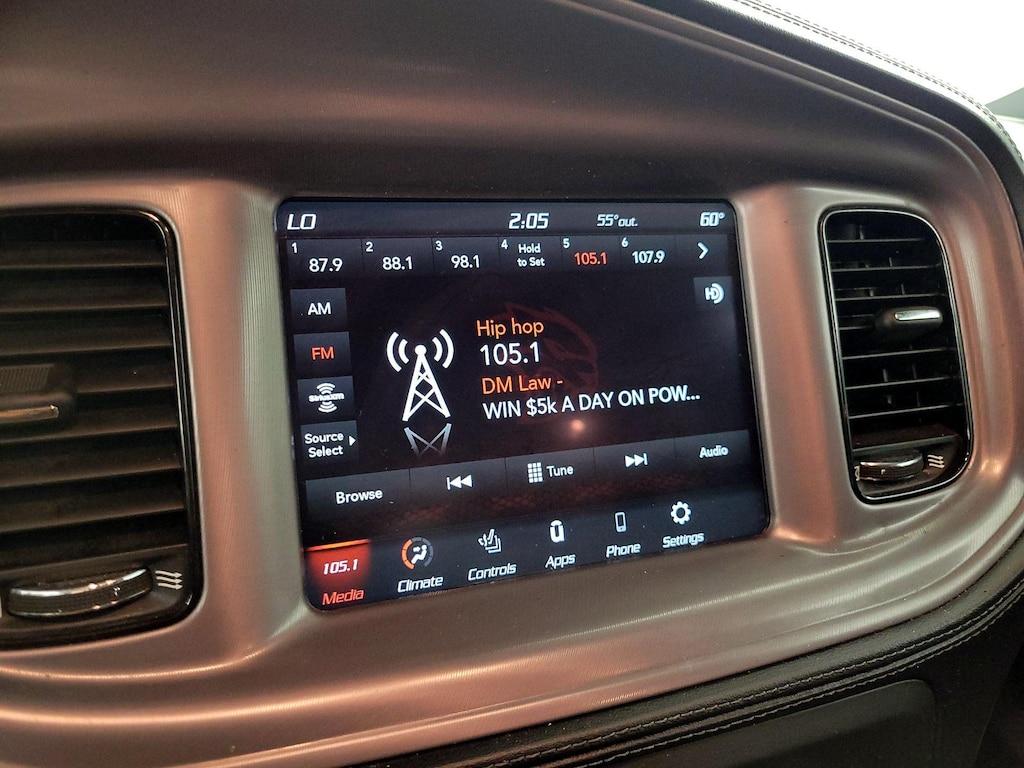 LO 2:05 55°out. 60°
1 87.9 2 88.1 3 98.1 4 Hold to Set 5 105.1 6 107.9
AM
FM
SiriusXM
Source
Select
HD
Hip hop
105.1
DM Law -
WIN $5k A DAY ON POW...
Browse Tune Audio
105.1
Media Climate Controls Apps Phone Settings